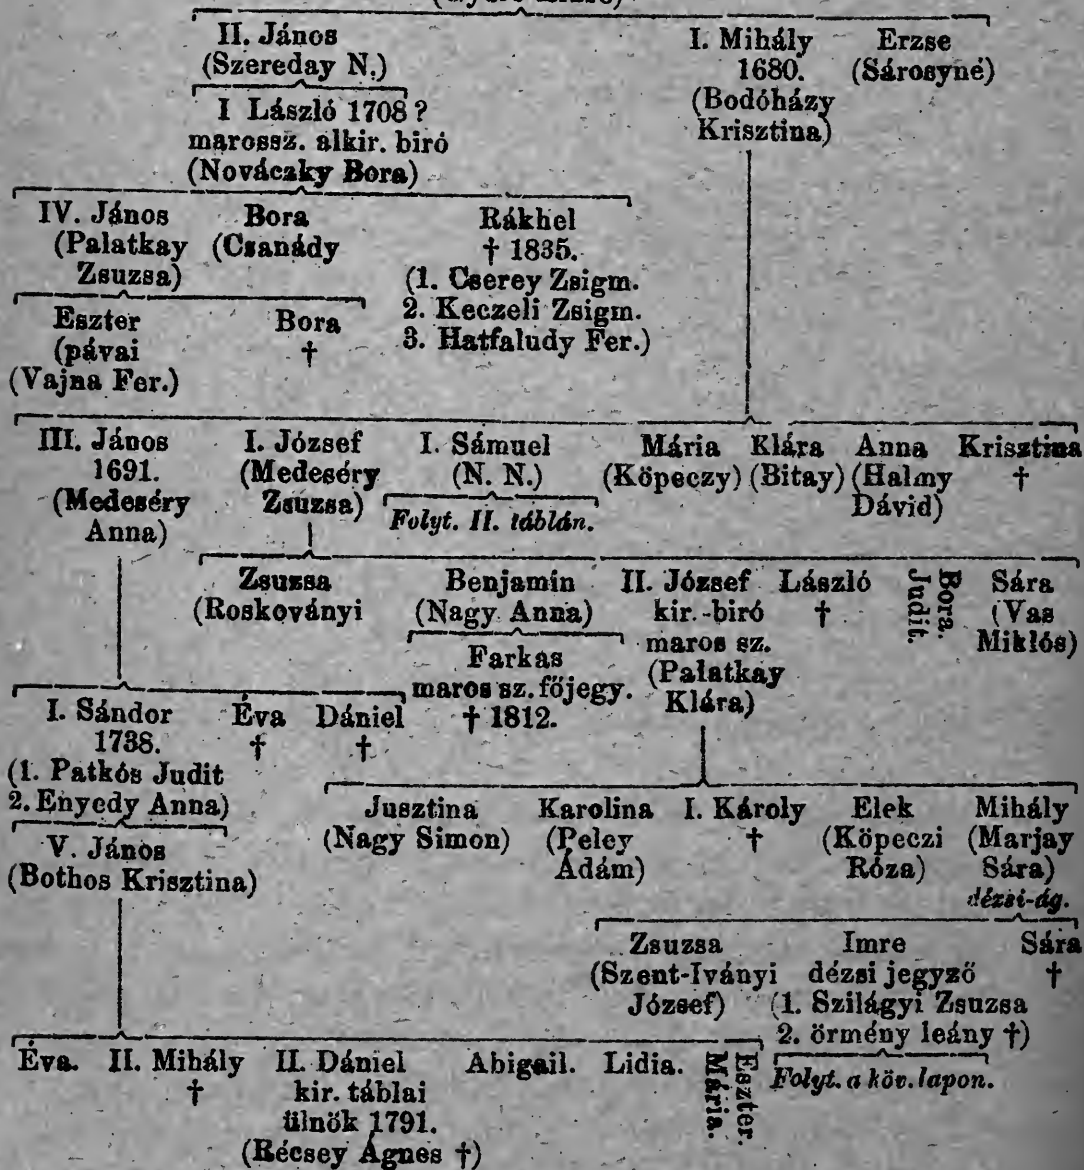 II. János I. Mihály Erzse
(Szereday N.) 1680. (Sárosyné)
I László 1708? (Bodóházy
marossz. alkir. biró Krisztina)
(Nováczky Bora)
IV. János Bora Rákhel
(Palatkay (Csanády † 1835.
Zsuzsa) (1. Cserey Zsigm.
Eszter Bora 2. Keczeli Zsigm.
(pávai † 3. Hatfaludy Fer.)
(Vajna Fer.)
III. János I. József I. Sámuel Mária Klára Anna Krisztina
1691. (Medeséry (N. N.) (Köpeczy) (Bitay) (Halmy †
(Medeséry Zsuzsa) Folyt. II. táblán. Dávid)
Anna)
Zsuzsa Benjamin II. József László Judit. Bora. Sára
(Roskoványi (Nagy Anna) kir.-biró † (Vas
Farkas maros sz. Miklós)
maros sz. főjegy. (Palatkay
I. Sándor Éva Dániel † 1812. Klára)
1738. † †
(1. Patkós Judit
2. Enyedy Anna) Jusztina Karolina I. Károly Elek Mihály
V. János (Nagy Simon) (Peley † (Köpeczi (Marjay
(Bothos Krisztina) Ádám) Róza) Sára)
dézsi-ág.
Zsuzsa Imre Sára
(Szent-Iványi dézsi jegyző †
József) (1. Szilágyi Zsuzsa
2. örmény leány †)
Éva. II. Mihály II. Dániel Abigail. Lidia. Mária. Eszter. Folyt. a köv. lapon.
† kir. táblai
ülnök 1791.
(Récsey Ágnes †)